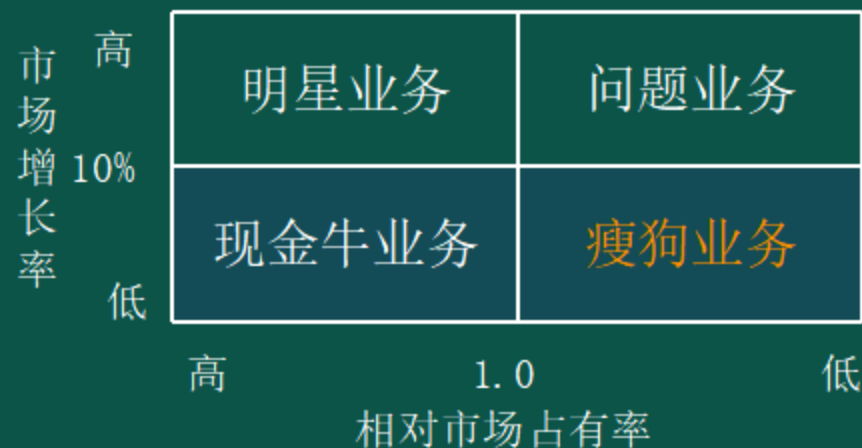 市场增长率
高
明星业务 问题业务
10%
现金牛业务 瘦狗业务
低
高 1.0 低
相对市场占有率